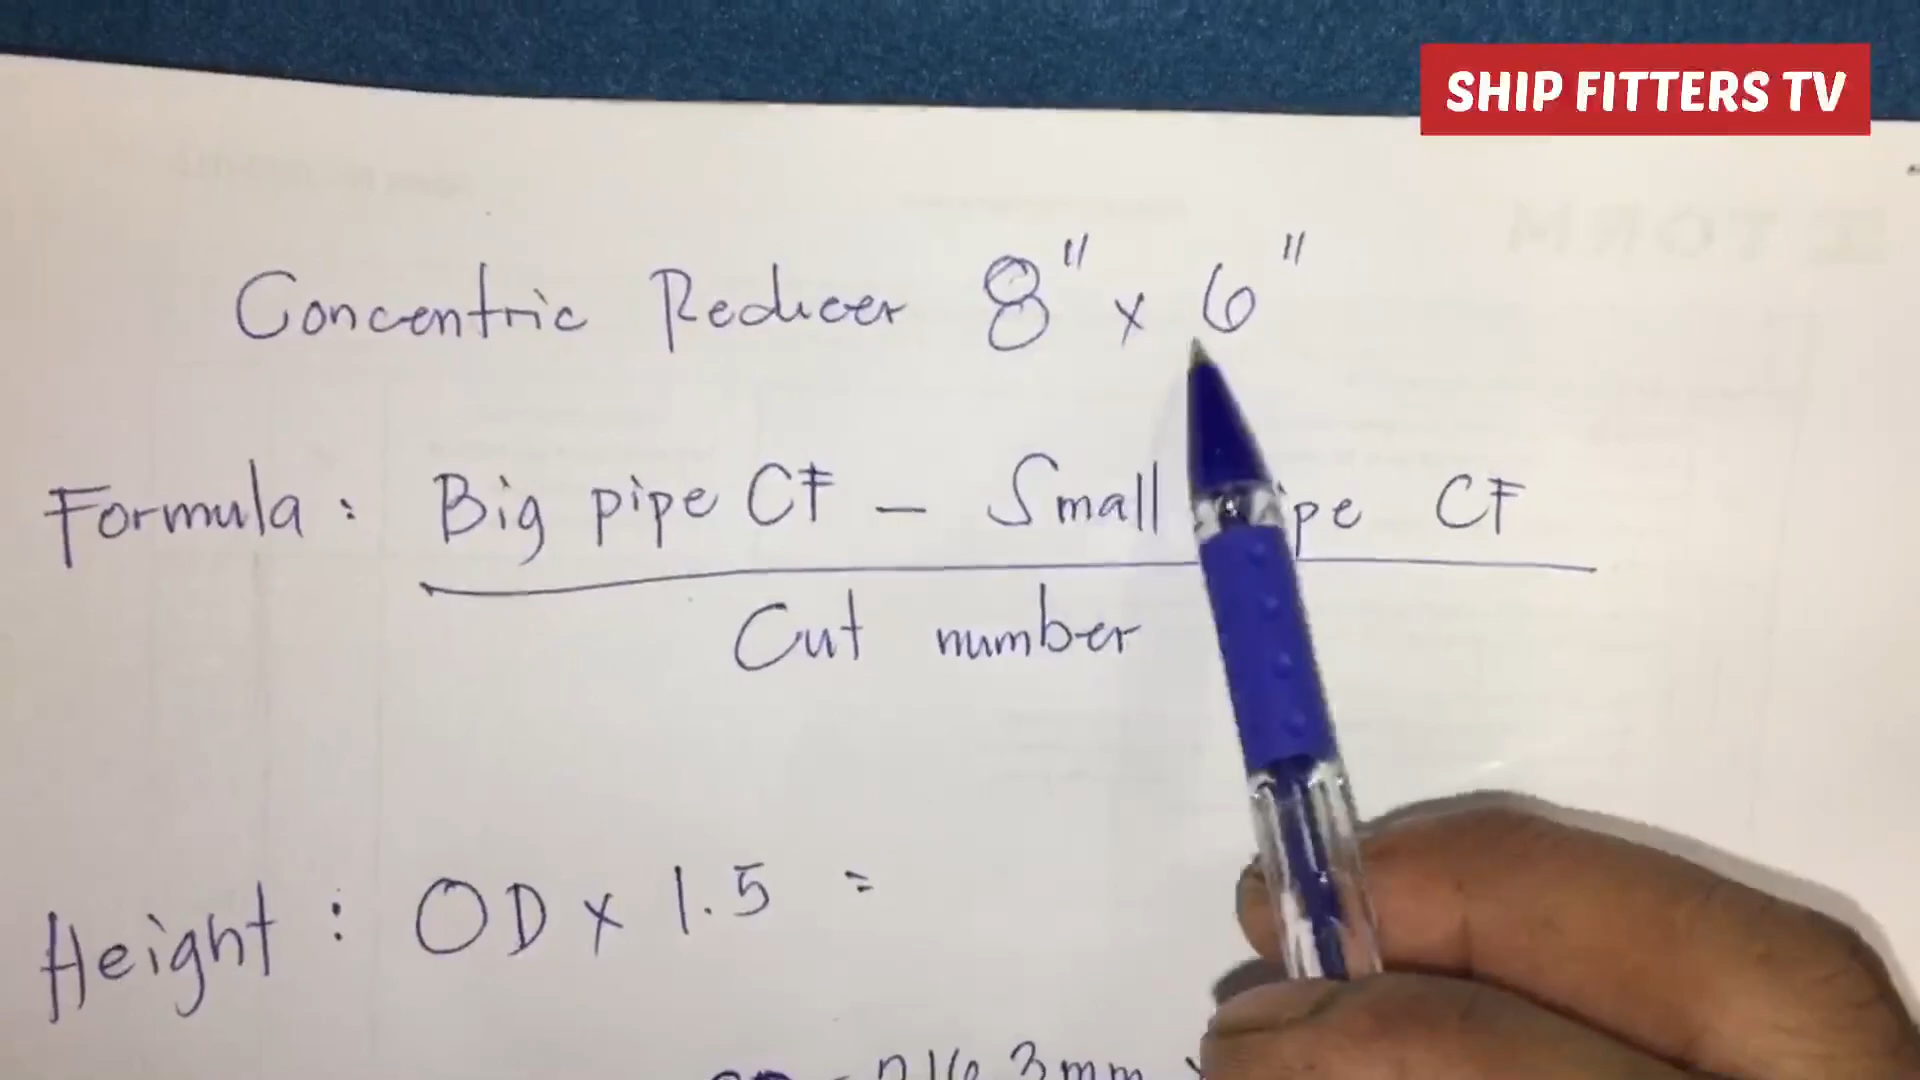 SHIP FITTERS TV
Concentric Reducer 8" x 6"
Formula : Big pipe CF - Small pipe CF
Cut number
Height : OD x 1.5 =
3mm